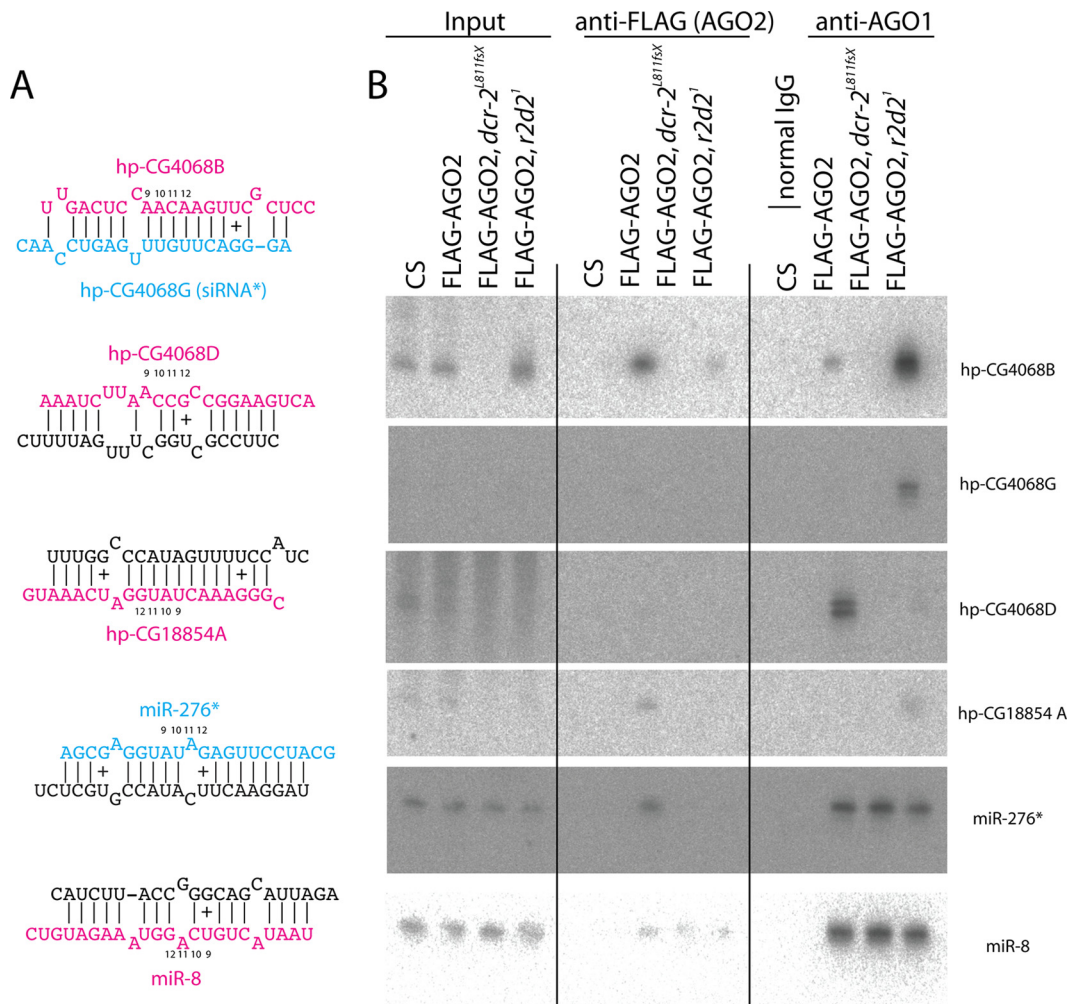 A
hp-CG4068B
U U GACUCC C AACAAGUUC G CUCC
9 10 11 12
+
CAA C CUGAG U UUGUUCAGG-GA
hp-CG4068G (siRNA*)
hp-CG4068D
9 10 11 12
AAAUC UU A A CCG C CGGAAGUCA
+
CUUUUAG UU U C GGU C GCCUUC
UUUGG C CCAUAGUUUUCC A UC
+ +
GUAAACU A GGUAUCAAAGGG C
12 11 10 9
hp-CG18854A
miR-276*
9 10 11 12
AGCG A GGUAU A GAGUUCCUACG
+ +
UCUCGU G CCAUA C UUCAAGGAU
CAUCUU-ACC G GGCAG C AUUAGA
+
CUGUAGAA A UGG A CUGUC A UAAU
12 11 10 9
miR-8
B
Input
anti-FLAG (AGO2)
anti-AGO1
CS
FLAG-AGO2
FLAG-AGO2, dcr-2L811fsX
FLAG-AGO2, r2d21
CS
FLAG-AGO2
FLAG-AGO2, dcr-2L811fsX
FLAG-AGO2, r2d21
CS
normal IgG
FLAG-AGO2
FLAG-AGO2, dcr-2L811fsX
FLAG-AGO2, r2d21
hp-CG4068B
hp-CG4068G
hp-CG4068D
hp-CG18854 A
miR-276*
miR-8